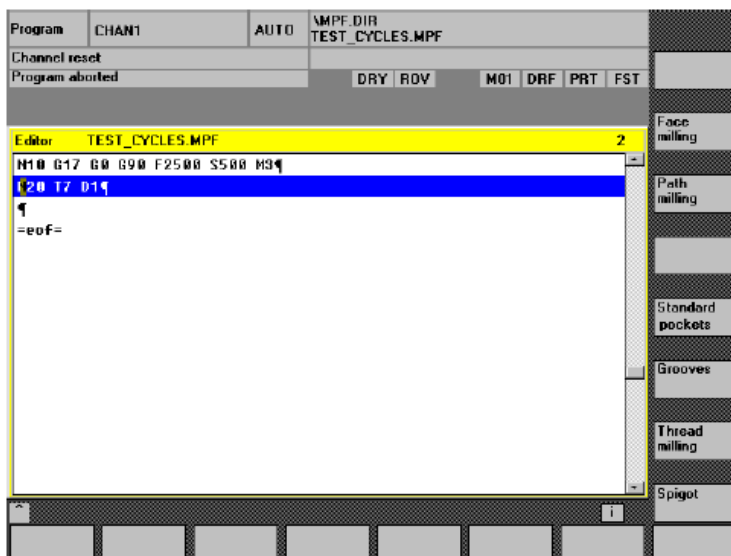 Program CHAN1 AUTO \MPF.DIR
TEST_CYCLES.MPF
Channel reset
Program aborted DRY ROV M01 DRF PRT FST
Editor TEST_CYCLES.MPF 2
N10 G17 G0 G90 F2500 S500 M3¶
N20 T7 D1¶
¶
=eof=
Face
milling
Path
milling
Standard
pockets
Grooves
Thread
milling
Spigot
^ i